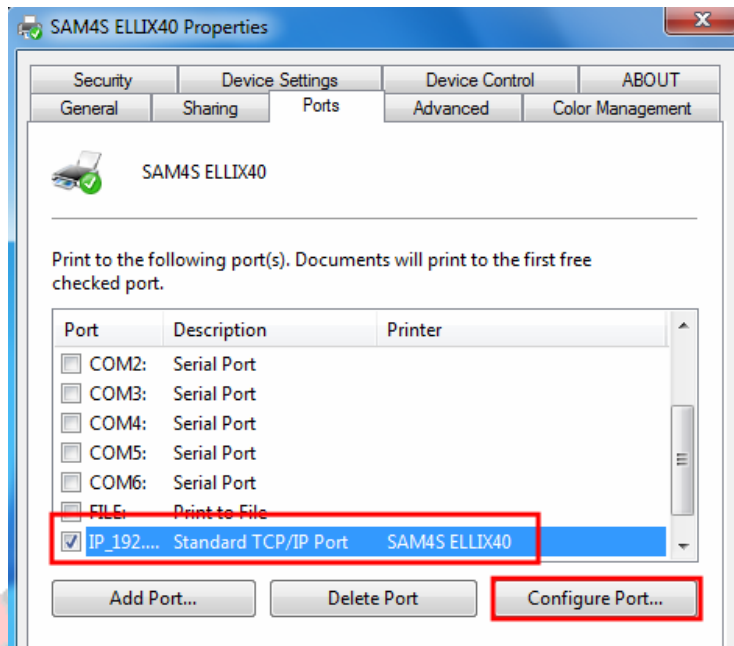 SAM4S ELLIX40 Properties
x
Security Device Settings Device Control ABOUT
General Sharing Ports Advanced Color Management
SAM4S ELLIX40
Print to the following port(s). Documents will print to the first free
checked port.
Port Description Printer
COM2: Serial Port
COM3: Serial Port
COM4: Serial Port
COM5: Serial Port
COM6: Serial Port
FILE: Print to File
IP_192.... Standard TCP/IP Port SAM4S ELLIX40
Add Port... Delete Port Configure Port...